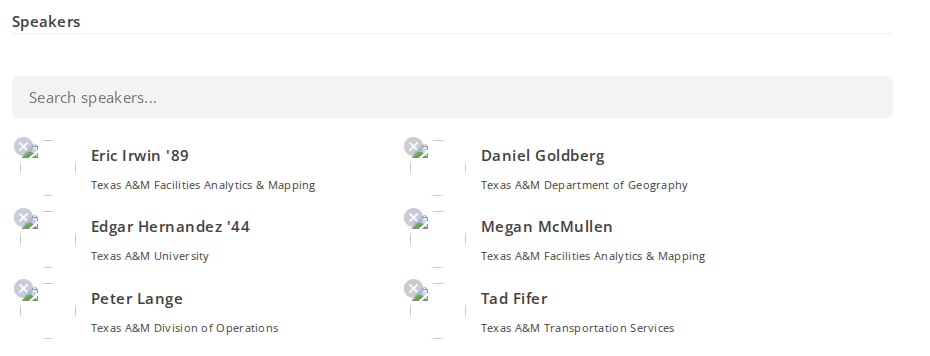 Speakers
Search speakers...
Eric Irwin '89
Texas A&M Facilities Analytics & Mapping
Daniel Goldberg
Texas A&M Department of Geography
Edgar Hernandez '44
Texas A&M University
Megan McMullen
Texas A&M Facilities Analytics & Mapping
Peter Lange
Texas A&M Division of Operations
Tad Fifer
Texas A&M Transportation Services